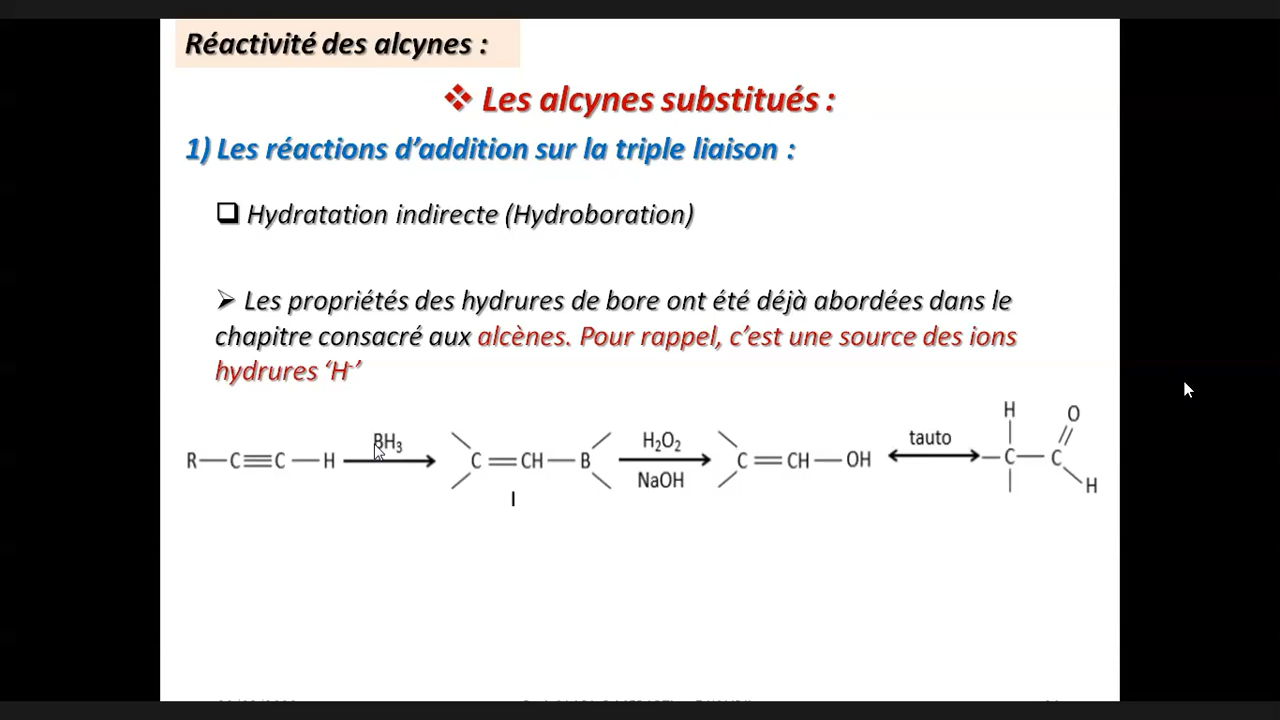 Réactivité des alcynes :
❖ Les alcynes substitués :
1) Les réactions d’addition sur la triple liaison :
❑ Hydratation indirecte (Hydroboration)
➢ Les propriétés des hydrures de bore ont été déjà abordées dans le
chapitre consacré aux alcènes. Pour rappel, c’est une source des ions
hydrures ‘H⁻’
R—C≡C—H BH₃ C=CH—B H₂O₂ NaOH C=CH—OH tauto H —C—C O H
I